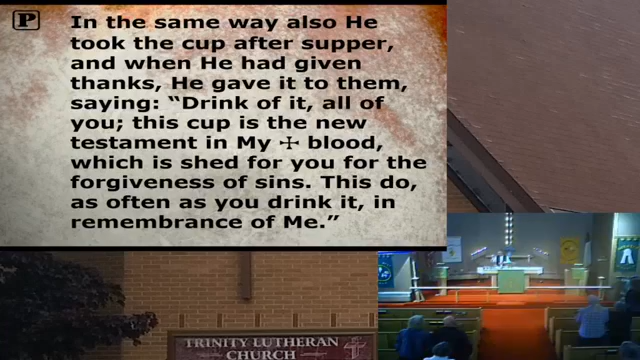 P
In the same way also He
took the cup after supper,
and when He had given
thanks, He gave it to them,
saying: “Drink of it, all of
you; this cup is the new
testament in My ☩ blood,
which is shed for you for the
forgiveness of sins. This do,
as often as you drink it, in
remembrance of Me.”
TRINITY LUTHERAN
CHURCH